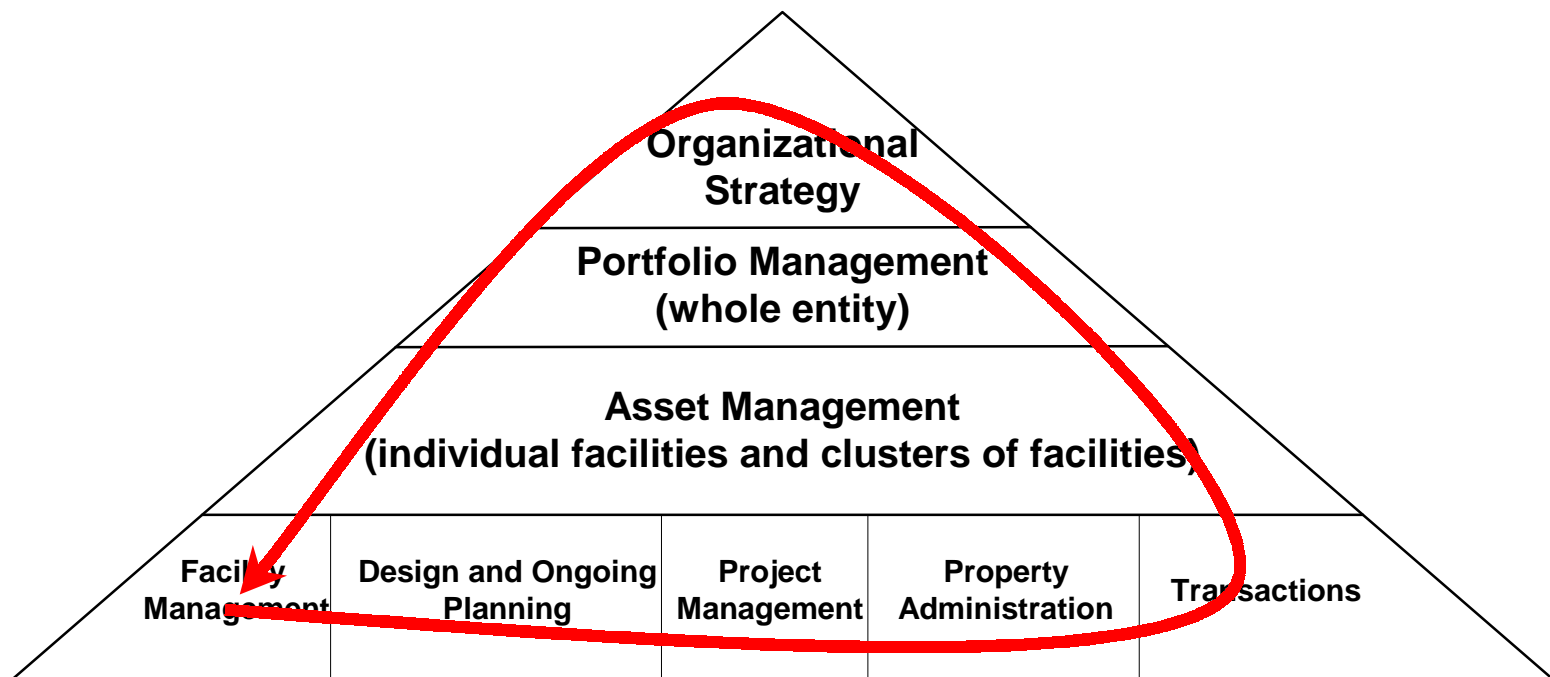 Organizational
Strategy
Portfolio Management
(whole entity)
Asset Management
(individual facilities and clusters of facilities)
Facility
Management
Design and Ongoing
Planning
Project
Management
Property
Administration
Transactions